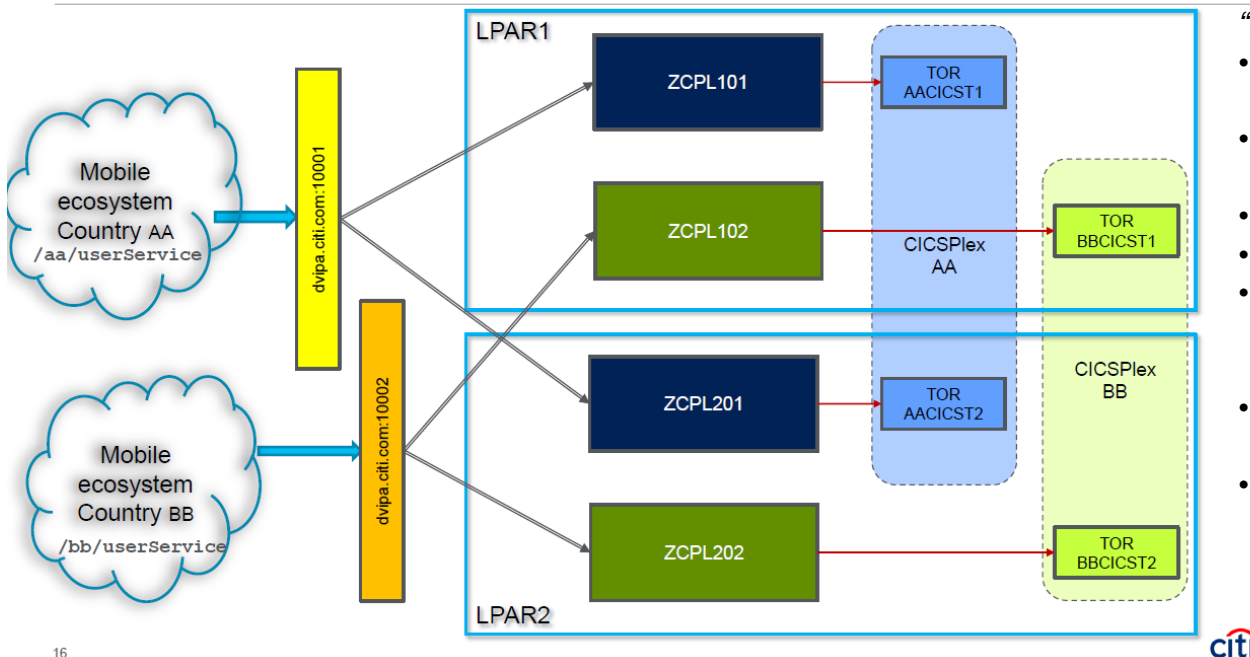 LPAR1
Mobile
ecosystem
Country AA
/aa/userService
dvipa.citi.com:10001
ZCPL101
TOR
AACICST1
ZCPL102
CICSPlex
AA
TOR
BBCICST1
Mobile
ecosystem
Country BB
/bb/userService
dvipa.citi.com:10002
ZCPL201
TOR
AACICST2
CICSPlex
BB
ZCPL202
TOR
BBCICST2
LPAR2
16
citi
“
•
•
•
•
•
•
•